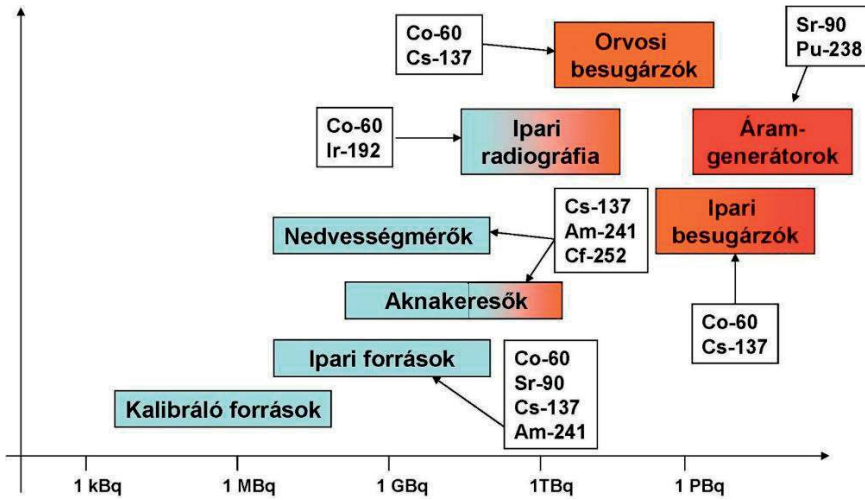 Co-60
Cs-137
Orvosi
besugárzók
Sr-90
Pu-238
Co-60
Ir-192
Ipari
radiográfia
Áram-
generátorok
Cs-137
Am-241
Cf-252
Nedvességmérők
Ipari
besugárzók
Aknakeresők
Co-60
Cs-137
Ipari források
Co-60
Sr-90
Cs-137
Am-241
Kalibráló források
1 kBq
1 MBq
1 GBq
1TBq
1 PBq